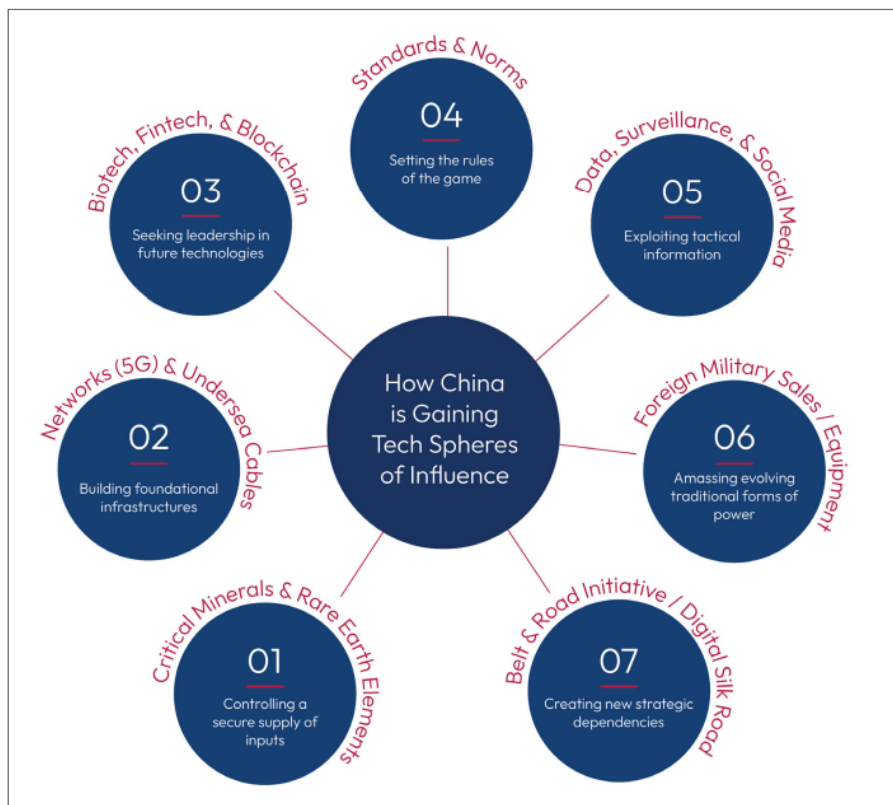 How China
is Gaining
Tech Spheres
of Influence
Critical Minerals & Rare Earth Elements
01
Controlling a
secure supply of
inputs
Networks (5G) & Undersea Cables
02
Building foundational
infrastructures
Biotech, Fintech, & Blockchain
03
Seeking leadership in
future technologies
Standards & Norms
04
Setting the rules
of the game
Data, Surveillance, & Social Media
05
Exploiting tactical
information
Foreign Military Sales / Equipment
06
Amassing evolving
traditional forms of
power
Belt & Road Initiative / Digital Silk Road
07
Creating new strategic
dependencies